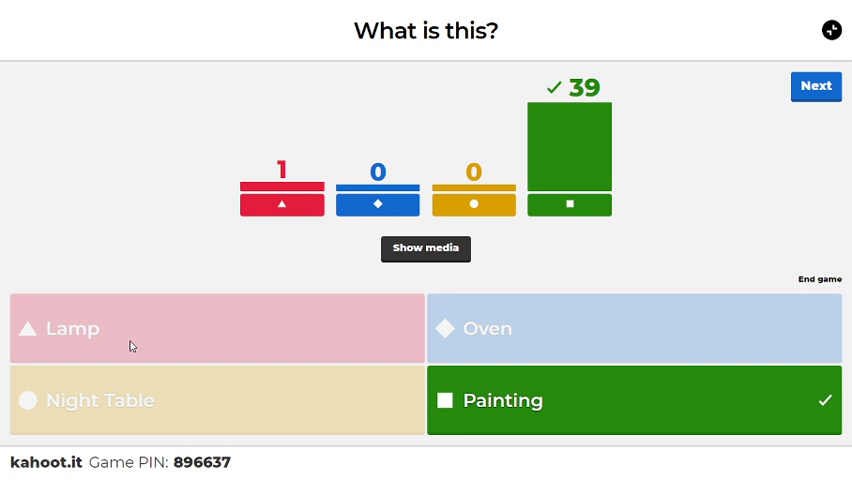 What is this?
Next
39
1
0
0
Show media
End game
Lamp
Oven
Night Table
Painting
kahoot.it Game PIN: 896637